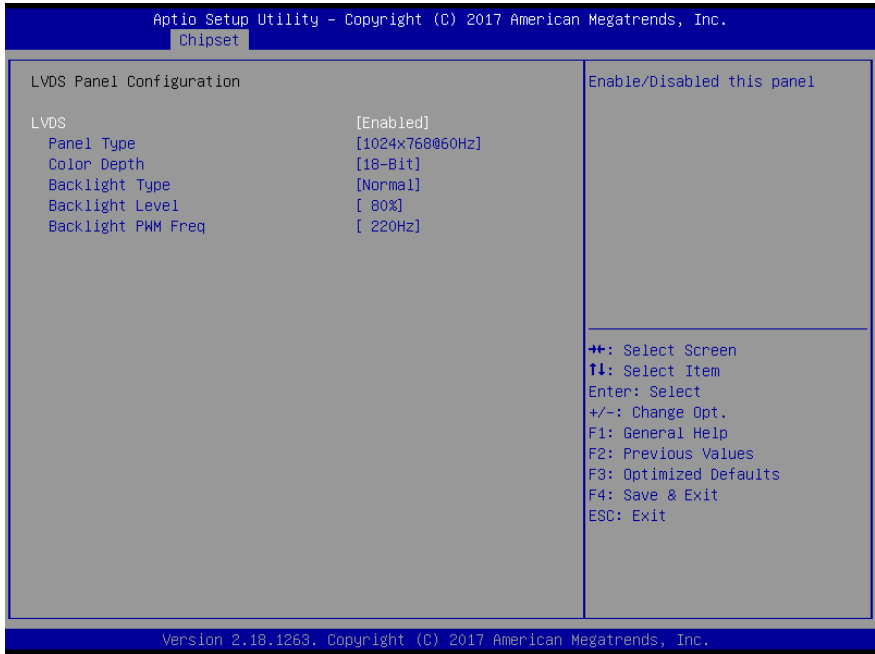 Aptio Setup Utility – Copyright (C) 2017 American Megatrends, Inc.
Chipset
LVDS Panel Configuration
LVDS [Enabled]
Panel Type [1024x768@60Hz]
Color Depth [18-Bit]
Backlight Type [Normal]
Backlight Level [ 80%]
Backlight PWM Freq [ 220Hz]
Enable/Disabled this panel
→←: Select Screen
↑↓: Select Item
Enter: Select
+/-: Change Opt.
F1: General Help
F2: Previous Values
F3: Optimized Defaults
F4: Save & Exit
ESC: Exit
Version 2.18.1263. Copyright (C) 2017 American Megatrends, Inc.